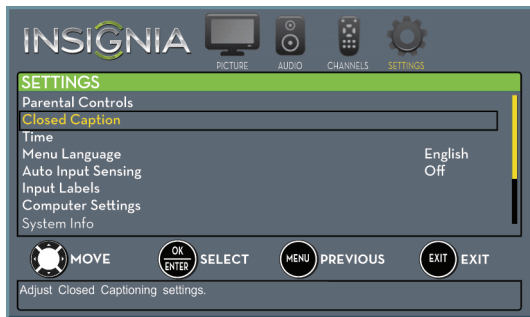 INSIGNIA
PICTURE AUDIO CHANNELS SETTINGS
SETTINGS
Parental Controls
Closed Caption
Time
Menu Language English
Auto Input Sensing Off
Input Labels
Computer Settings
System Info
MOVE OK ENTER SELECT MENU PREVIOUS EXIT EXIT
Adjust Closed Captioning settings.